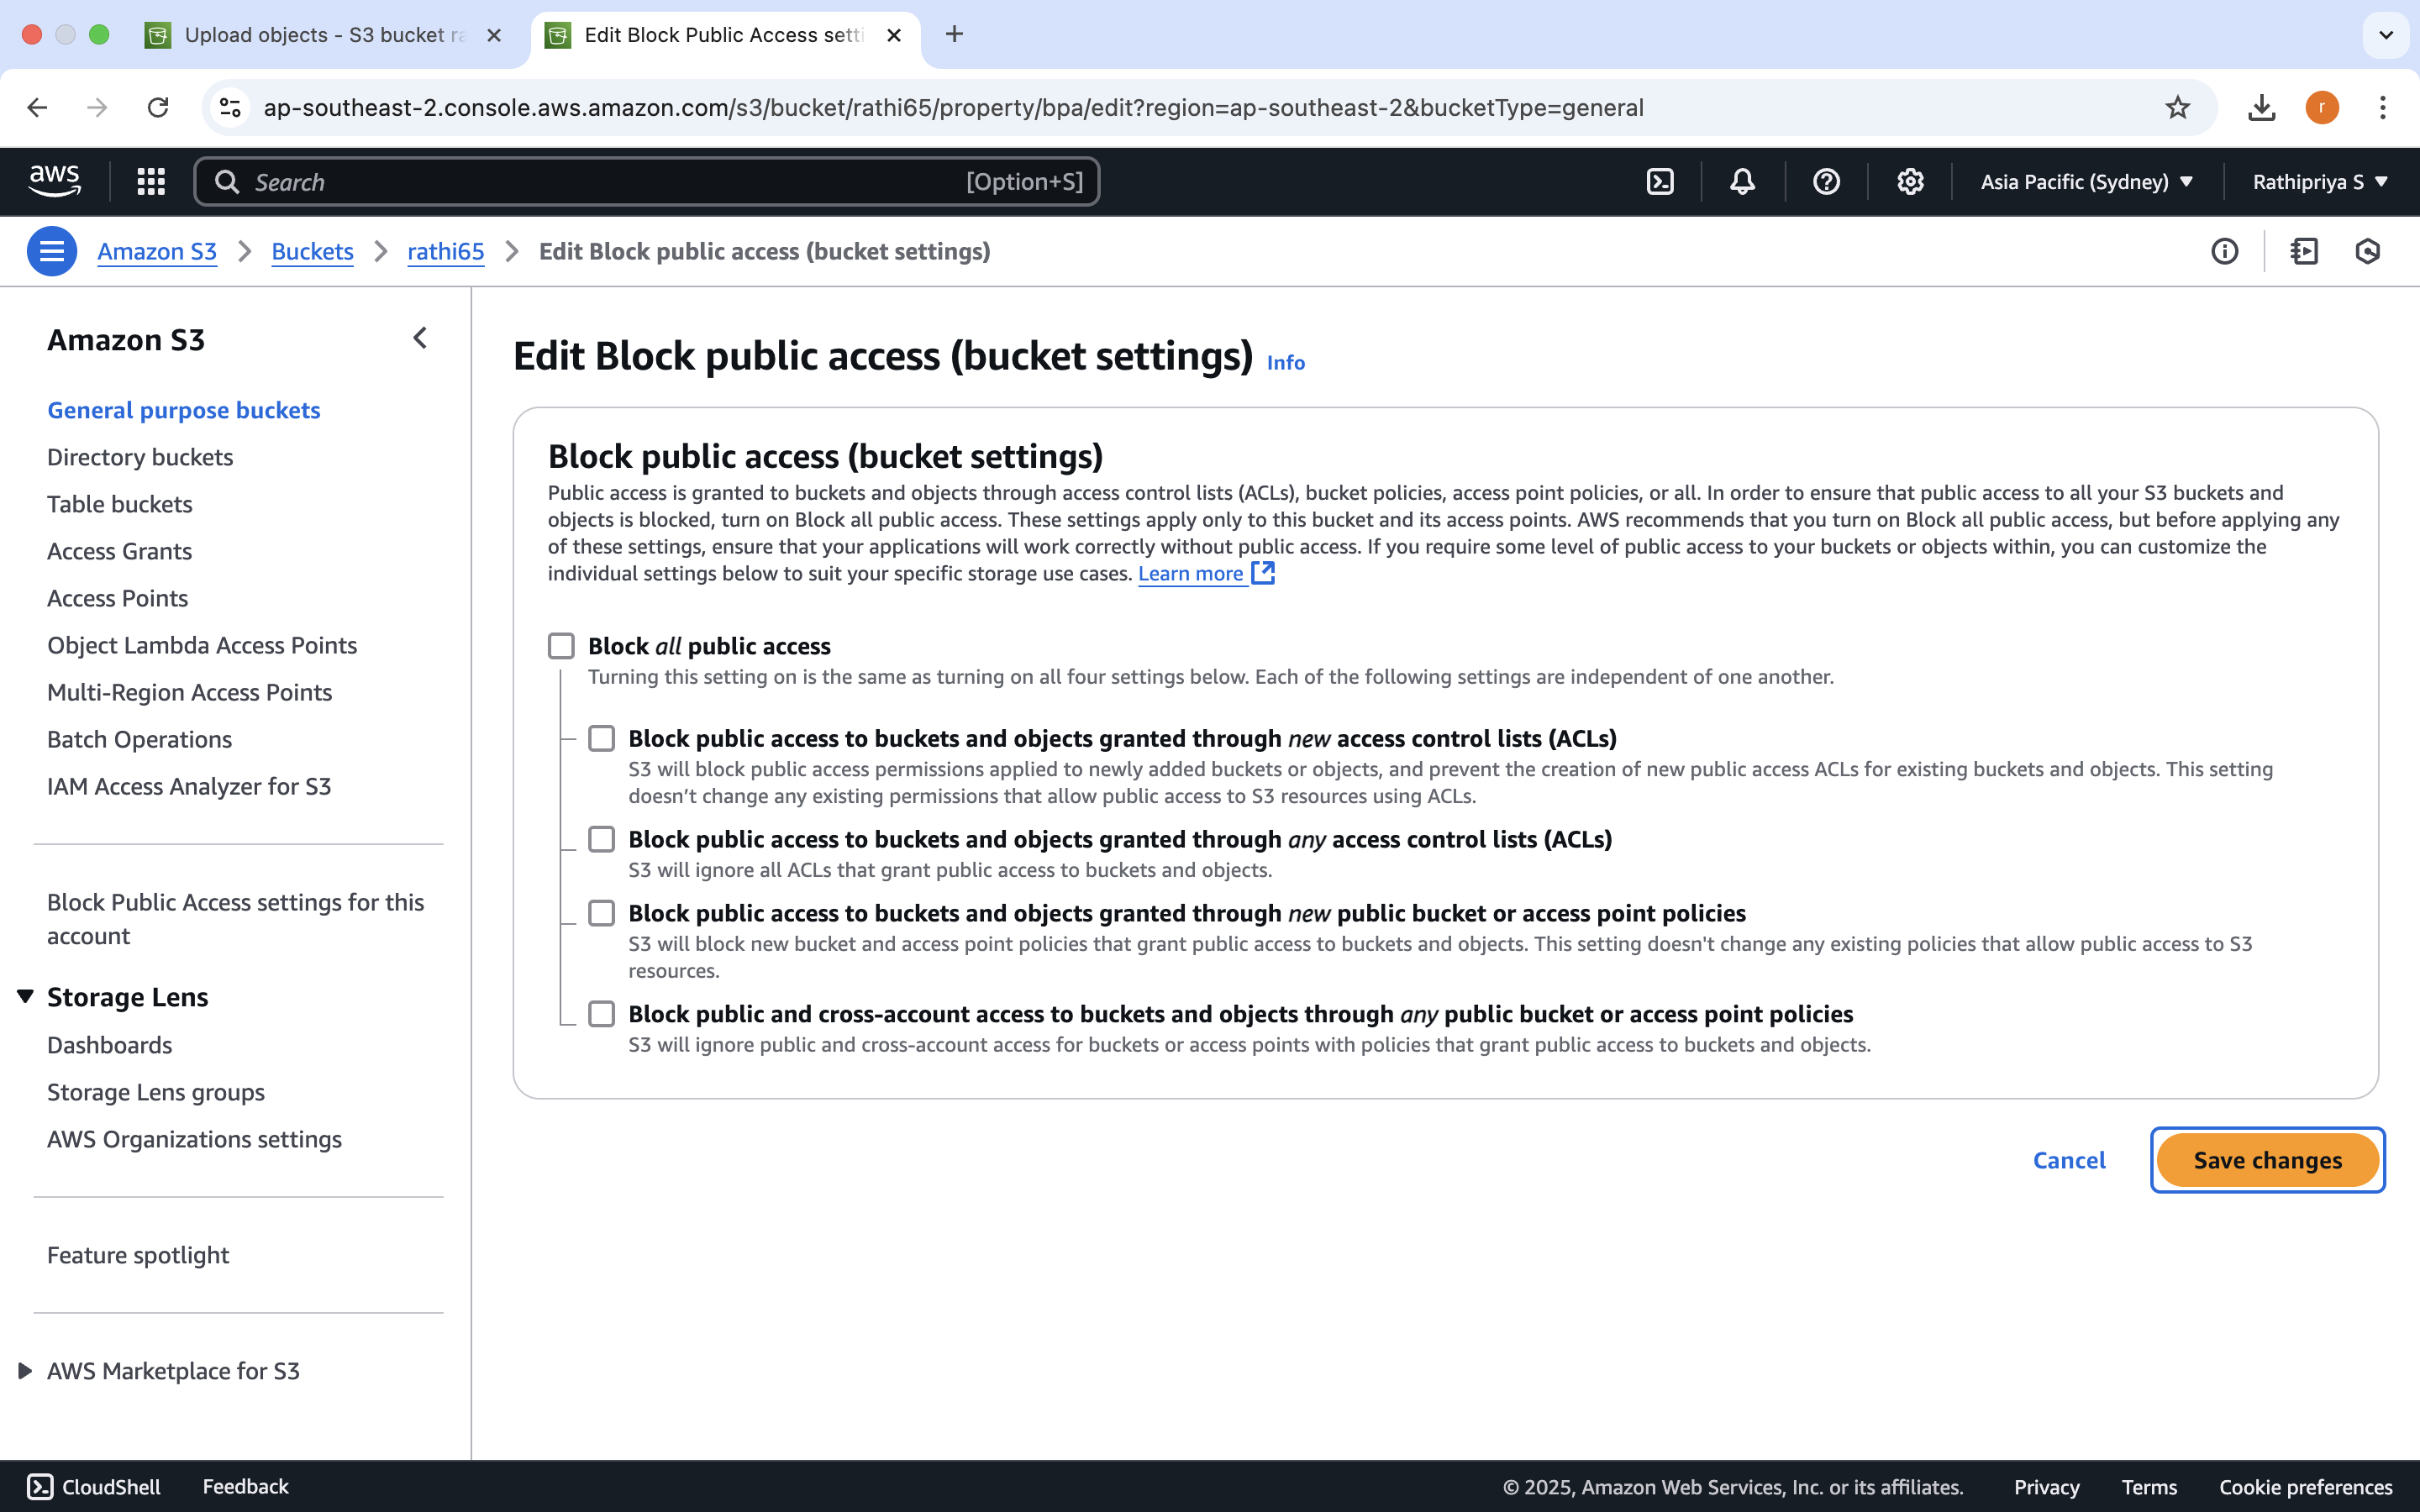 Upload objects - S3 bucket ra
Edit Block Public Access setti
ap-southeast-2.console.aws.amazon.com/s3/bucket/rathi65/property/bpa/edit?region=ap-southeast-2&bucketType=general
r
aws
Search
[Option+S]
Asia Pacific (Sydney)
Rathipriya S
Amazon S3
Buckets
rathi65
Edit Block public access (bucket settings)
Amazon S3
General purpose buckets
Directory buckets
Table buckets
Access Grants
Access Points
Object Lambda Access Points
Multi-Region Access Points
Batch Operations
IAM Access Analyzer for S3
Block Public Access settings for this
account
Storage Lens
Dashboards
Storage Lens groups
AWS Organizations settings
Feature spotlight
AWS Marketplace for S3
Edit Block public access (bucket settings) Info
Block public access (bucket settings)
Public access is granted to buckets and objects through access control lists (ACLs), bucket policies, access point policies, or all. In order to ensure that public access to all your S3 buckets and
objects is blocked, turn on Block all public access. These settings apply only to this bucket and its access points. AWS recommends that you turn on Block all public access, but before applying any
of these settings, ensure that your applications will work correctly without public access. If you require some level of public access to your buckets or objects within, you can customize the
individual settings below to suit your specific storage use cases. Learn more
Block all public access
Turning this setting on is the same as turning on all four settings below. Each of the following settings are independent of one another.
Block public access to buckets and objects granted through new access control lists (ACLs)
S3 will block public access permissions applied to newly added buckets or objects, and prevent the creation of new public access ACLs for existing buckets and objects. This setting
doesn’t change any existing permissions that allow public access to S3 resources using ACLs.
Block public access to buckets and objects granted through any access control lists (ACLs)
S3 will ignore all ACLs that grant public access to buckets and objects.
Block public access to buckets and objects granted through new public bucket or access point policies
S3 will block new bucket and access point policies that grant public access to buckets and objects. This setting doesn't change any existing policies that allow public access to S3
resources.
Block public and cross-account access to buckets and objects through any public bucket or access point policies
S3 will ignore public and cross-account access for buckets or access points with policies that grant public access to buckets and objects.
Cancel
Save changes
CloudShell
Feedback
© 2025, Amazon Web Services, Inc. or its affiliates.
Privacy
Terms
Cookie preferences